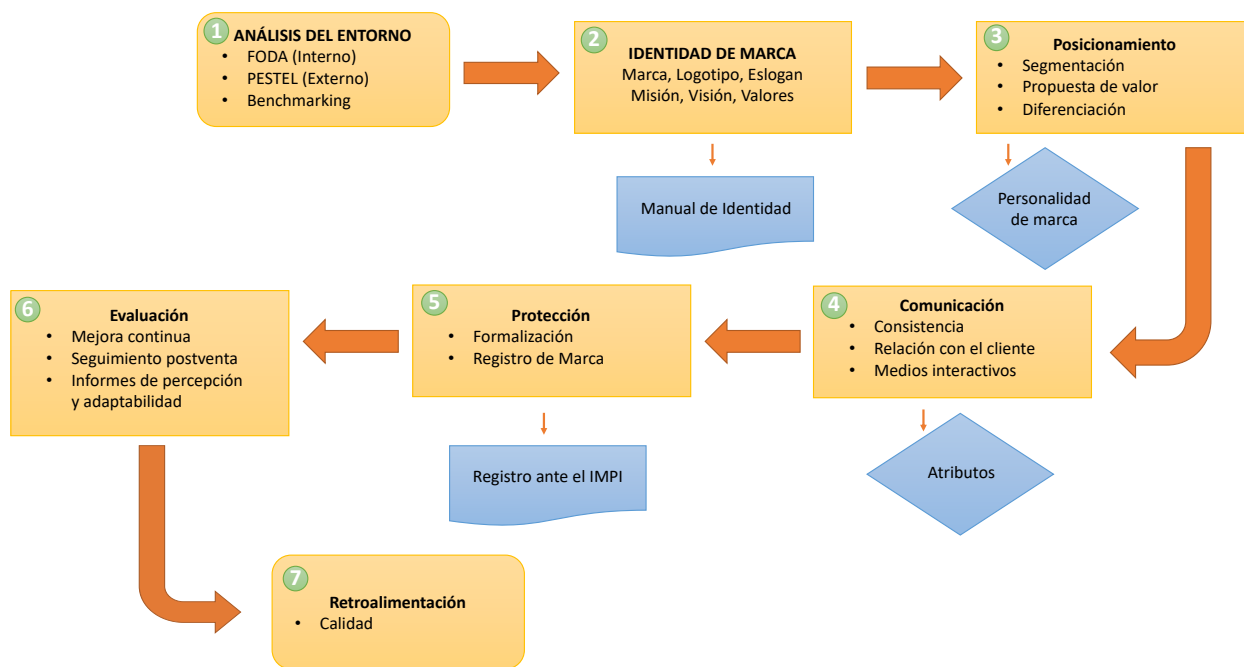 1
ANÁLISIS DEL ENTORNO
• FODA (Interno)
• PESTEL (Externo)
• Benchmarking
2
IDENTIDAD DE MARCA
Marca, Logotipo, Eslogan
Misión, Visión, Valores
3
Posicionamiento
• Segmentación
• Propuesta de valor
• Diferenciación
Manual de Identidad
Personalidad
de marca
4
Comunicación
• Consistencia
• Relación con el cliente
• Medios interactivos
5
Protección
• Formalización
• Registro de Marca
6
Evaluación
• Mejora continua
• Seguimiento postventa
• Informes de percepción
y adaptabilidad
Atributos
Registro ante el IMPI
7
Retroalimentación
• Calidad